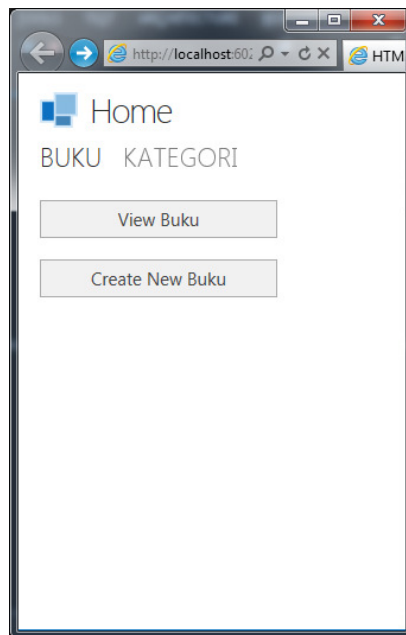 http://localhost:602
HTM
Home
BUKU KATEGORI
View Buku
Create New Buku